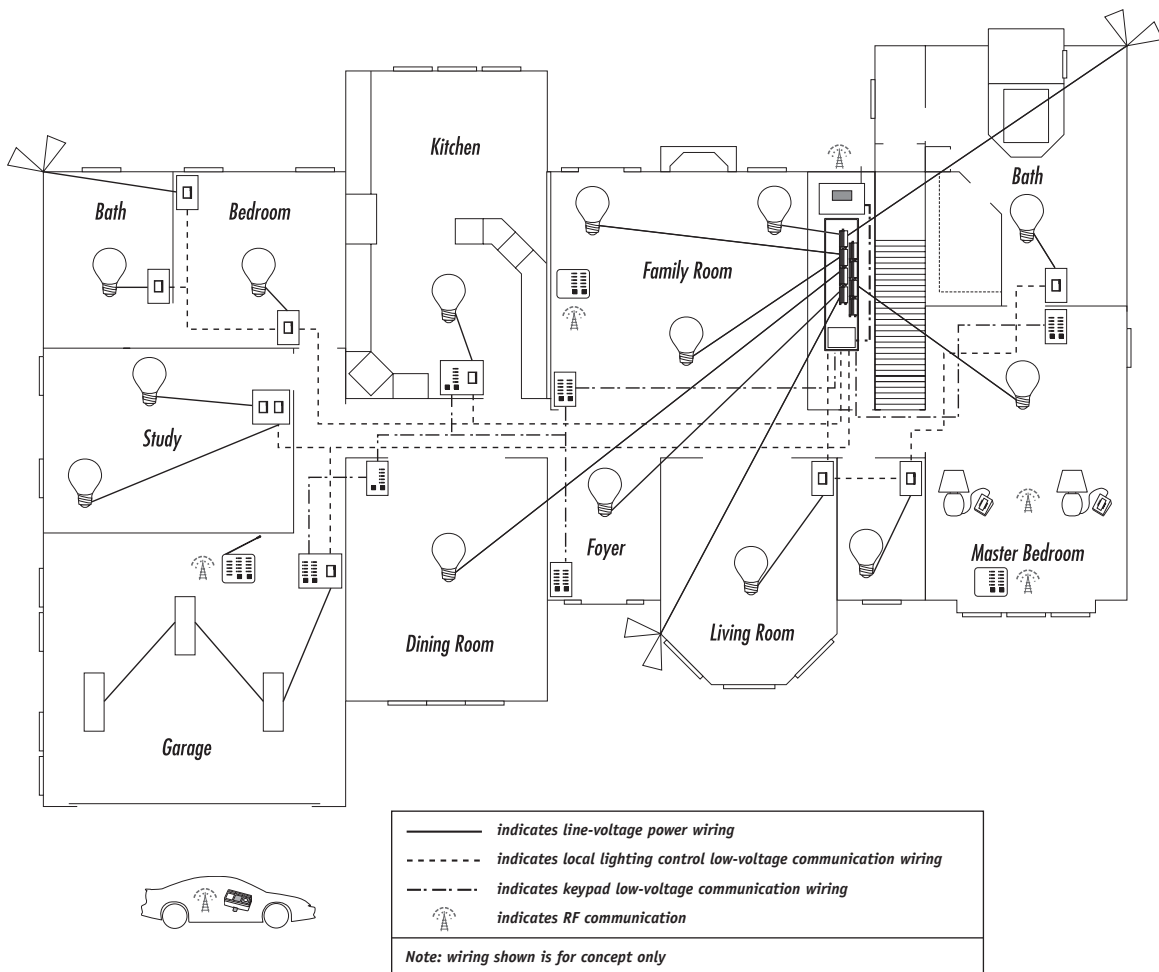 Kitchen
Bath
Bedroom
Family Room
Bath
Study
Foyer
Master Bedroom
Dining Room
Living Room
Garage
indicates line-voltage power wiring
indicates local lighting control low-voltage communication wiring
indicates keypad low-voltage communication wiring
indicates RF communication
Note: wiring shown is for concept only